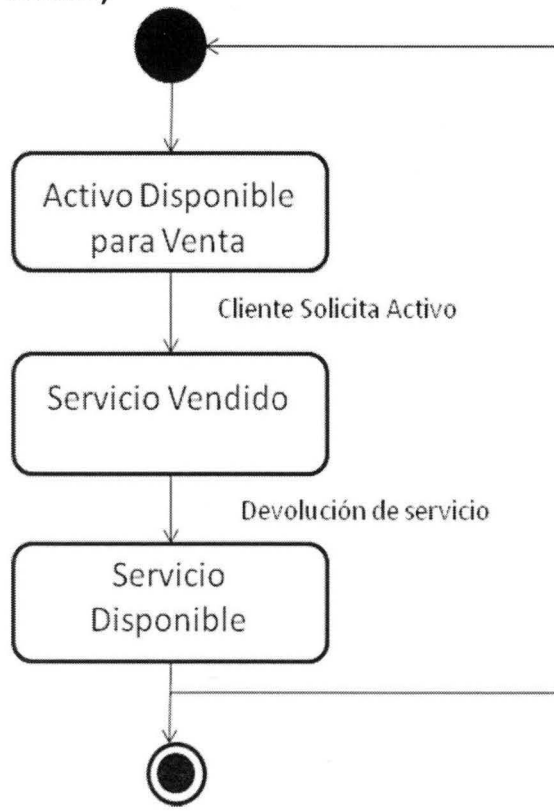 Activo Disponible
para Venta
Cliente Solicita Activo
Servicio Vendido
Devolución de servicio
Servicio
Disponible